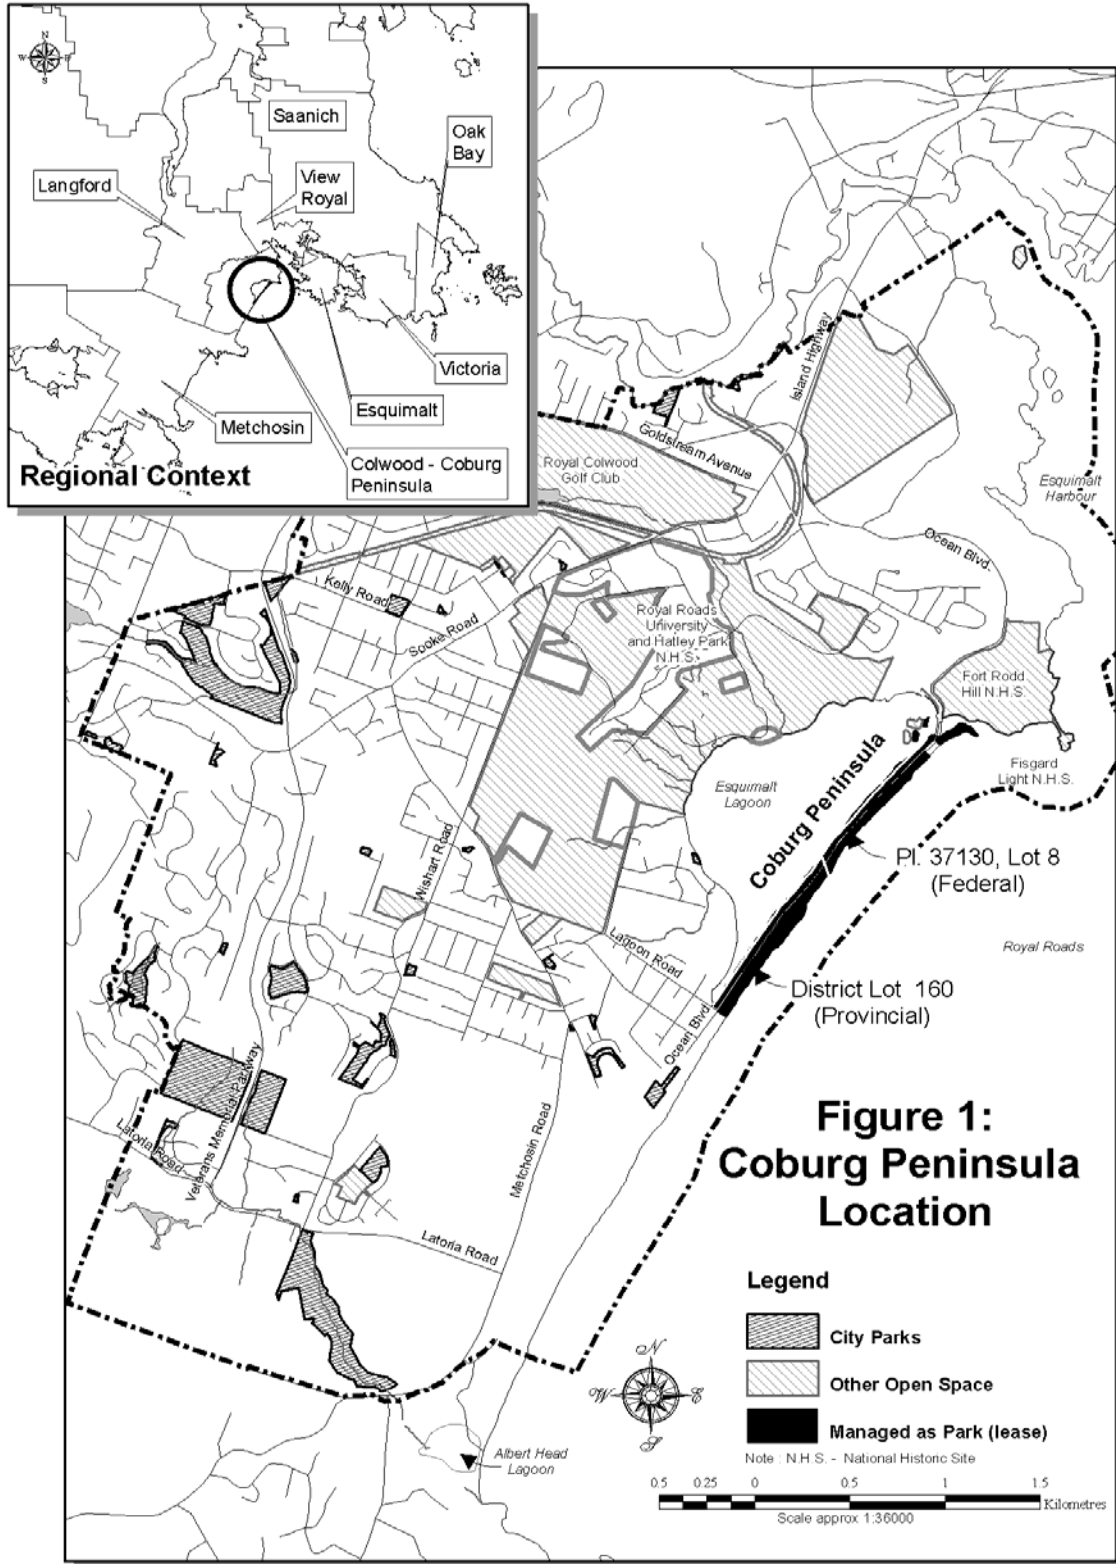 N
W
E
S
Saanich
Oak
Bay
Langford
View
Royal
Victoria
Esquimalt
Metchosin
Colwood - Coburg
Peninsula
Regional Context
Island Highway
Goldstream Avenue
Royal Colwood
Golf Club
Esquimalt
Harbour
Ocean Blvd.
Kelly Road
Sooke Road
Royal Roads
University
and Hatley Park
N.H.S.
Fort Rodd
Hill N.H.S.
Fisgard
Light N.H.S.
Esquimalt
Lagoon
Coburg Peninsula
Wishart Road
Pl. 37130, Lot 8
(Federal)
Royal Roads
Lagoon Road
District Lot 160
(Provincial)
Ocean Blvd.
Veterans Memorial Parkway
Latoria Road
Metchosin Road
Latoria Road
Figure 1:
Coburg Peninsula
Location
Legend
City Parks
Other Open Space
Managed as Park (lease)
Note : N.H.S. - National Historic Site
N
W
E
S
Albert Head
Lagoon
0.5 0.25 0 0.5 1 1.5
Kilometres
Scale approx 1:36000